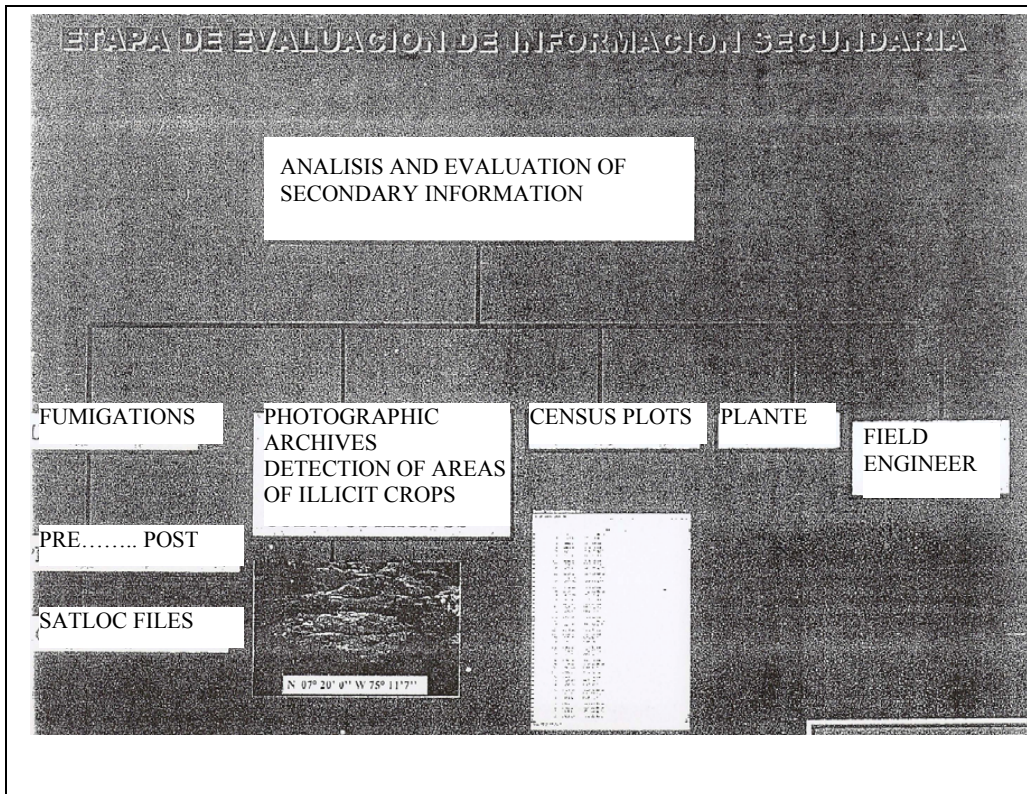 ETAPA DE EVALUACION DE INFORMACION SECUNDARIA
ANALISIS AND EVALUATION OF
SECONDARY INFORMATION
FUMIGATIONS
PHOTOGRAPHIC
ARCHIVES
DETECTION OF AREAS
OF ILLICIT CROPS
CENSUS PLOTS
PLANTE
FIELD
ENGINEER
PRE…….. POST
SATLOC FILES
N 07° 20' 0'' W 75° 11'7''